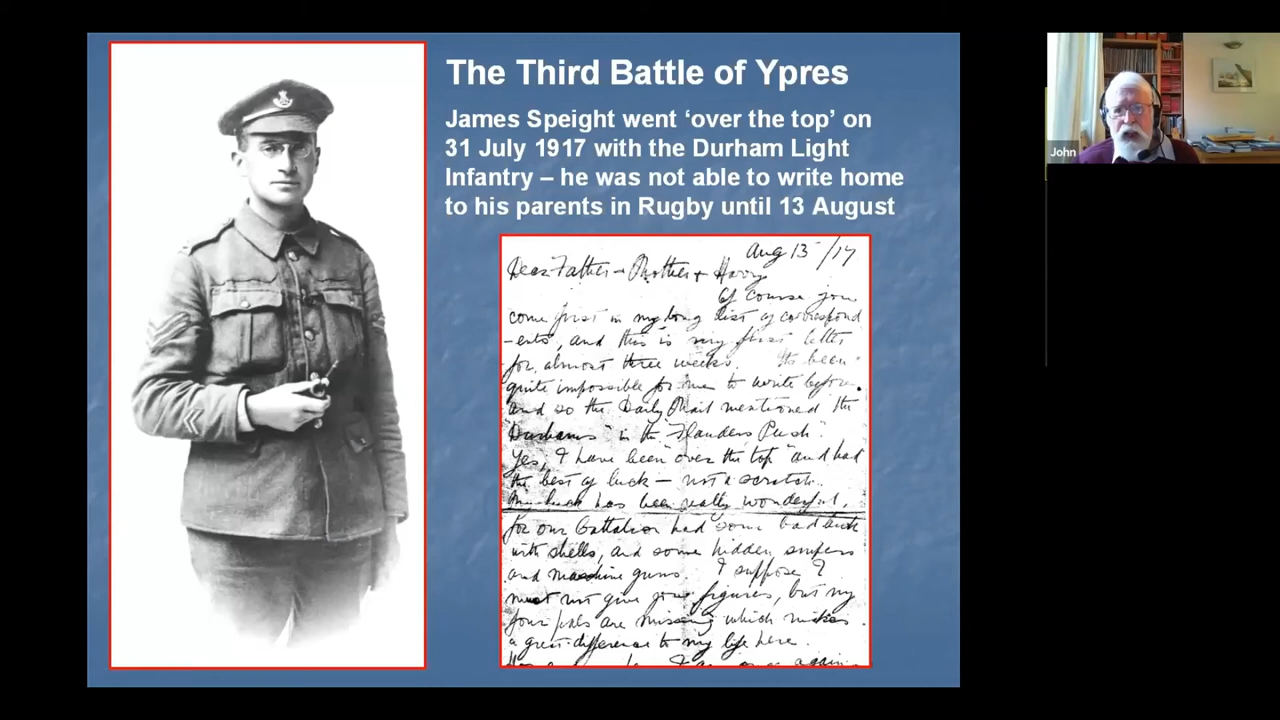 The Third Battle of Ypres
James Speight went ‘over the top’ on
31 July 1917 with the Durham Light
Infantry – he was not able to write home
to his parents in Rugby until 13 August
Aug 13/17
Dear Father + Mother + Harry
Of course you
come first in my long list of correspond
-ents, and this is my first letter
for almost three weeks. Its been
quite impossible for me to write before.
And so the Daily Mail mentioned the
"Durhams" in the "Flanders Push".
Yes, I have been "over the top" and had
the best of luck — not a scratch.
My luck has been really wonderful,
for our battalion had some bad luck
with shells, and some hidden snipers
and machine guns. I suppose I
must not give you figures, but my
four pals are missing which makes
a great difference to my life here.
again
John